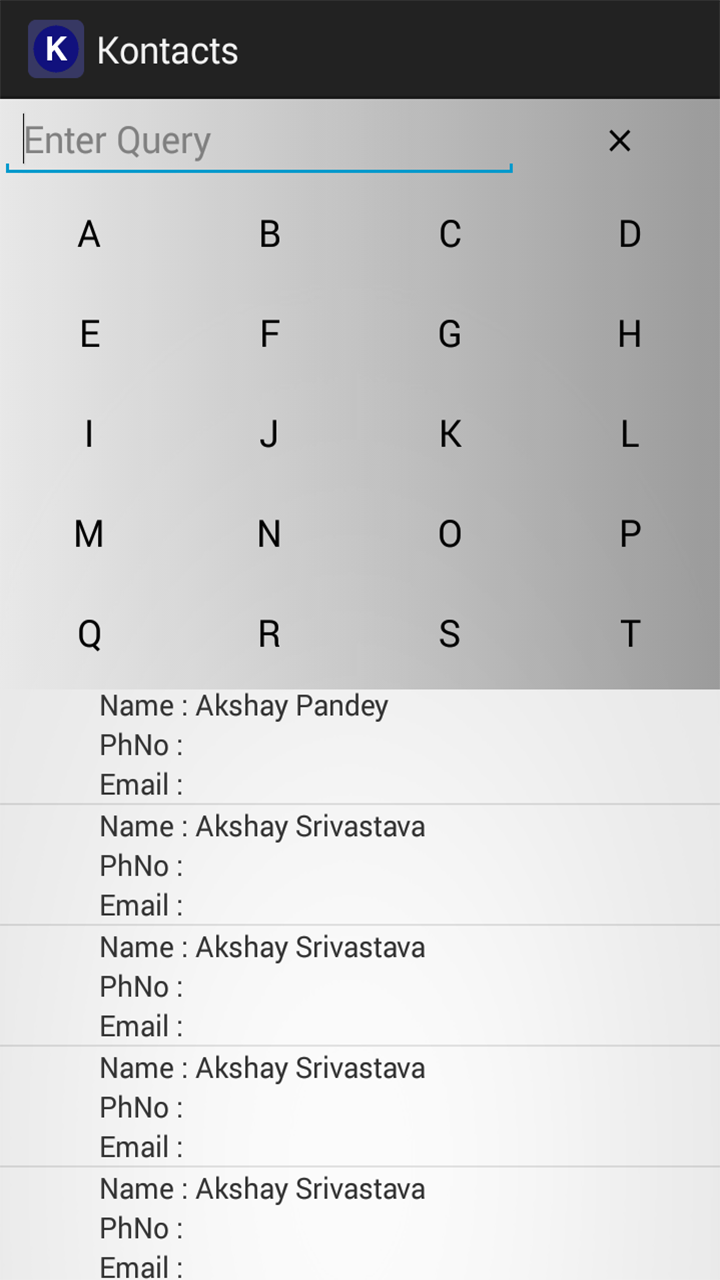 K Kontacts
Enter Query ×
A B C D
E F G H
I J K L
M N O P
Q R S T
Name : Akshay Pandey
PhNo :
Email :
Name : Akshay Srivastava
PhNo :
Email :
Name : Akshay Srivastava
PhNo :
Email :
Name : Akshay Srivastava
PhNo :
Email :
Name : Akshay Srivastava
PhNo :
Email :